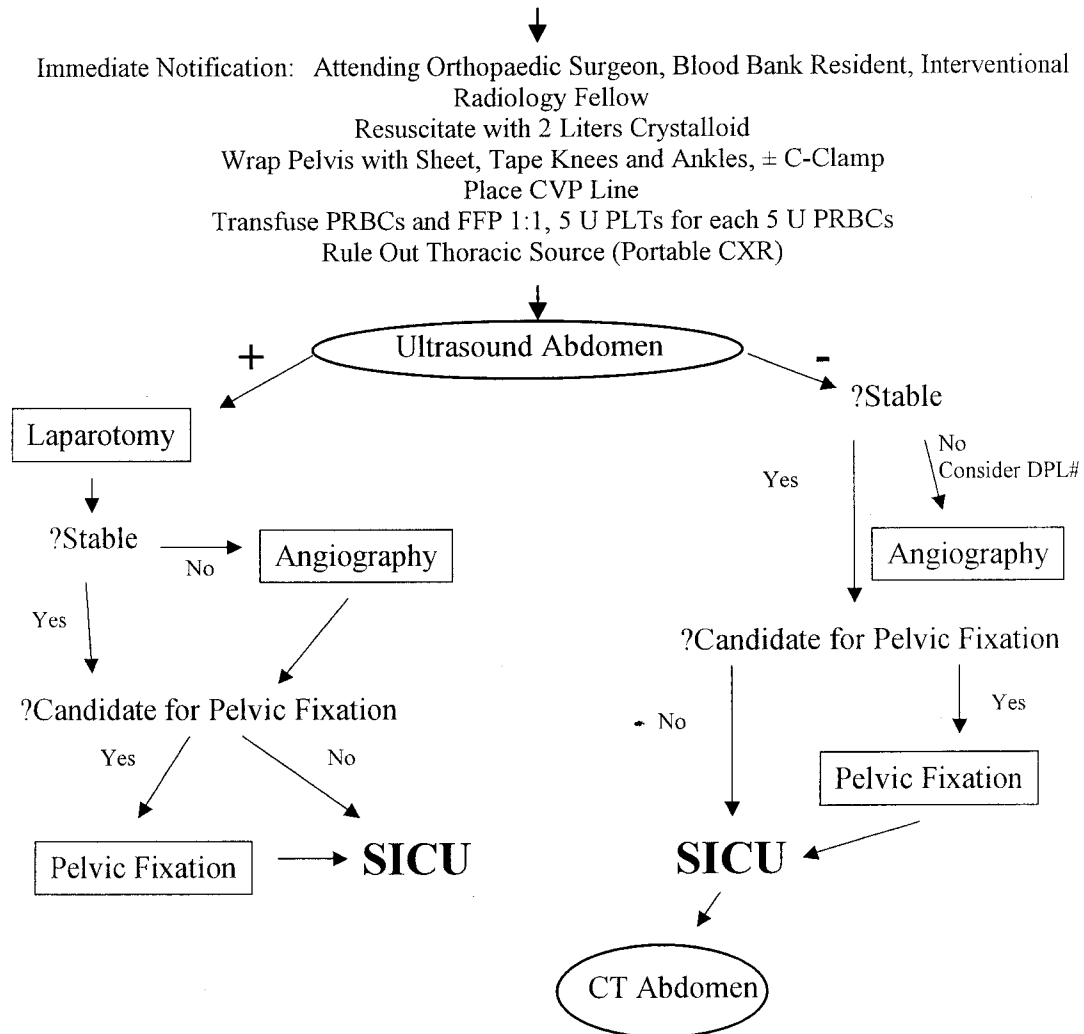 Immediate Notification: Attending Orthopaedic Surgeon, Blood Bank Resident, Interventional
Radiology Fellow
Resuscitate with 2 Liters Crystalloid
Wrap Pelvis with Sheet, Tape Knees and Ankles, ± C-Clamp
Place CVP Line
Transfuse PRBCs and FFP 1:1, 5 U PLTs for each 5 U PRBCs
Rule Out Thoracic Source (Portable CXR)
+
Ultrasound Abdomen
-
Laparotomy
?Stable
No
Angiography
Yes
?Candidate for Pelvic Fixation
Yes
No
Pelvic Fixation
SICU
?Stable
Yes
No
Consider DPL#
Angiography
?Candidate for Pelvic Fixation
No
Yes
Pelvic Fixation
SICU
CT Abdomen